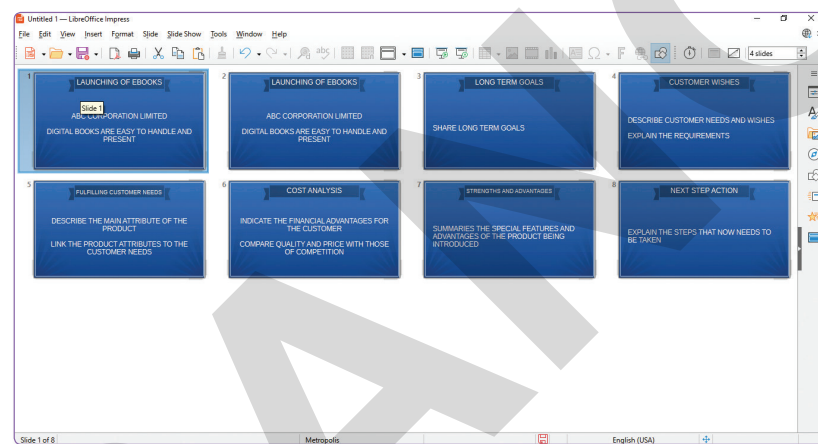 Untitled 1 — LibreOffice Impress
File Edit View Insert Format Slide Slide Show Tools Window Help
4 slides
1
LAUNCHING OF EBOOKS
Slide 1
ABC CORPORATION LIMITED
DIGITAL BOOKS ARE EASY TO HANDLE AND
PRESENT
2
LAUNCHING OF EBOOKS
ABC CORPORATION LIMITED
DIGITAL BOOKS ARE EASY TO HANDLE AND
PRESENT
3
LONG TERM GOALS
SHARE LONG TERM GOALS
4
CUSTOMER WISHES
DESCRIBE CUSTOMER NEEDS AND WISHES
EXPLAIN THE REQUIREMENTS
5
FULFILLING CUSTOMER NEEDS
DESCRIBE THE MAIN ATTRIBUTE OF THE
PRODUCT
LINK THE PRODUCT ATTRIBUTES TO THE
CUSTOMER NEEDS
6
COST ANALYSIS
INDICATE THE FINANCIAL ADVANTAGES FOR
THE CUSTOMER
COMPARE QUALITY AND PRICE WITH THOSE
OF COMPETITION
7
STRENGTHS AND ADVANTAGES
SUMMARIES THE SPECIAL FEATURES AND
ADVANTAGES OF THE PRODUCT BEING
INTRODUCED
8
NEXT STEP ACTION
EXPLAIN THE STEPS THAT NOW NEEDS TO
BE TAKEN
Slide 1 of 8
Metropolis
English (USA)